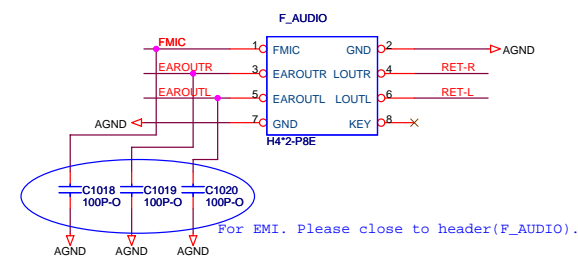 F_AUDIO
FMIC 1 FMIC GND 2 AGND
EAROUTR 3 EAROUTR LOUTR 4 RET-R
EAROUTL 5 EAROUTL LOUTL 6 RET-L
AGND 7 GND KEY 8
H4*2-P8E
C1018 C1019 C1020
100P-O 100P-O 100P-O
For EMI. Please close to header(F_AUDIO).
AGND AGND AGND